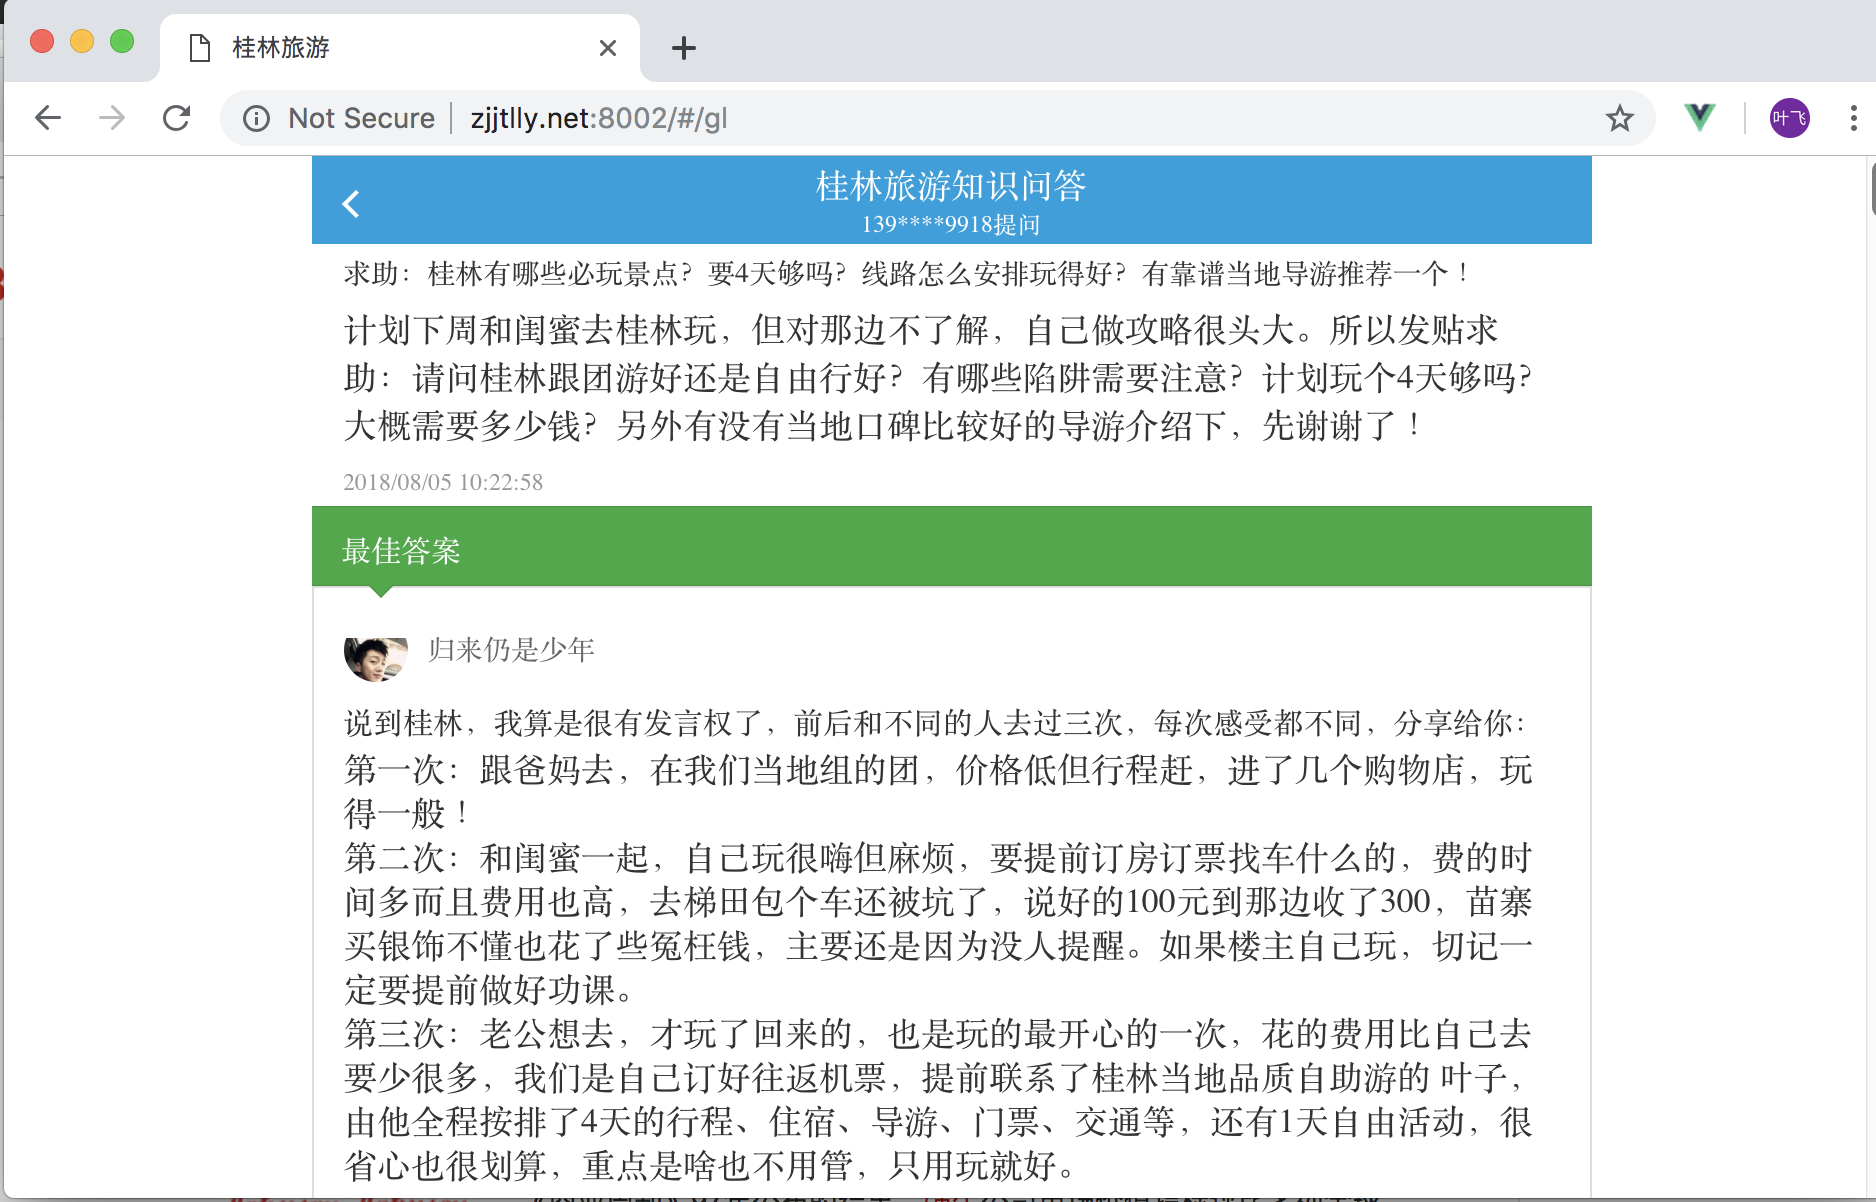 桂林旅游
Not Secure
zjjtlly.net:8002/#/gl
叶飞
桂林旅游知识问答
139****9918提问
求助：桂林有哪些必玩景点？要4天够吗？线路怎么安排玩得好？有靠谱当地导游推荐一个！
计划下周和闺蜜去桂林玩，但对那边不了解，自己做攻略很头大。所以发贴求
助：请问桂林跟团游好还是自由行好？有哪些陷阱需要注意？计划玩个4天够吗？
大概需要多少钱？另外有没有当地口碑比较好的导游介绍下，先谢谢了！
2018/08/05 10:22:58
最佳答案
归来仍是少年
说到桂林，我算是很有发言权了，前后和不同的人去过三次，每次感受都不同，分享给你：
第一次：跟爸妈去，在我们当地组的团，价格低但行程赶，进了几个购物店，玩
得一般！
第二次：和闺蜜一起，自己玩很嗨但麻烦，要提前订房订票找车什么的，费的时
间多而且费用也高，去梯田包个车还被坑了，说好的100元到那边收了300，苗寨
买银饰不懂也花了些冤枉钱，主要还是因为没人提醒。如果楼主自己玩，切记一
定要提前做好功课。
第三次：老公想去，才玩了回来的，也是玩的最开心的一次，花的费用比自己去
要少很多，我们是自己订好往返机票，提前联系了桂林当地品质自助游的 叶子，
由他全程按排了4天的行程、住宿、导游、门票、交通等，还有1天自由活动，很
省心也很划算，重点是啥也不用管，只用玩就好。